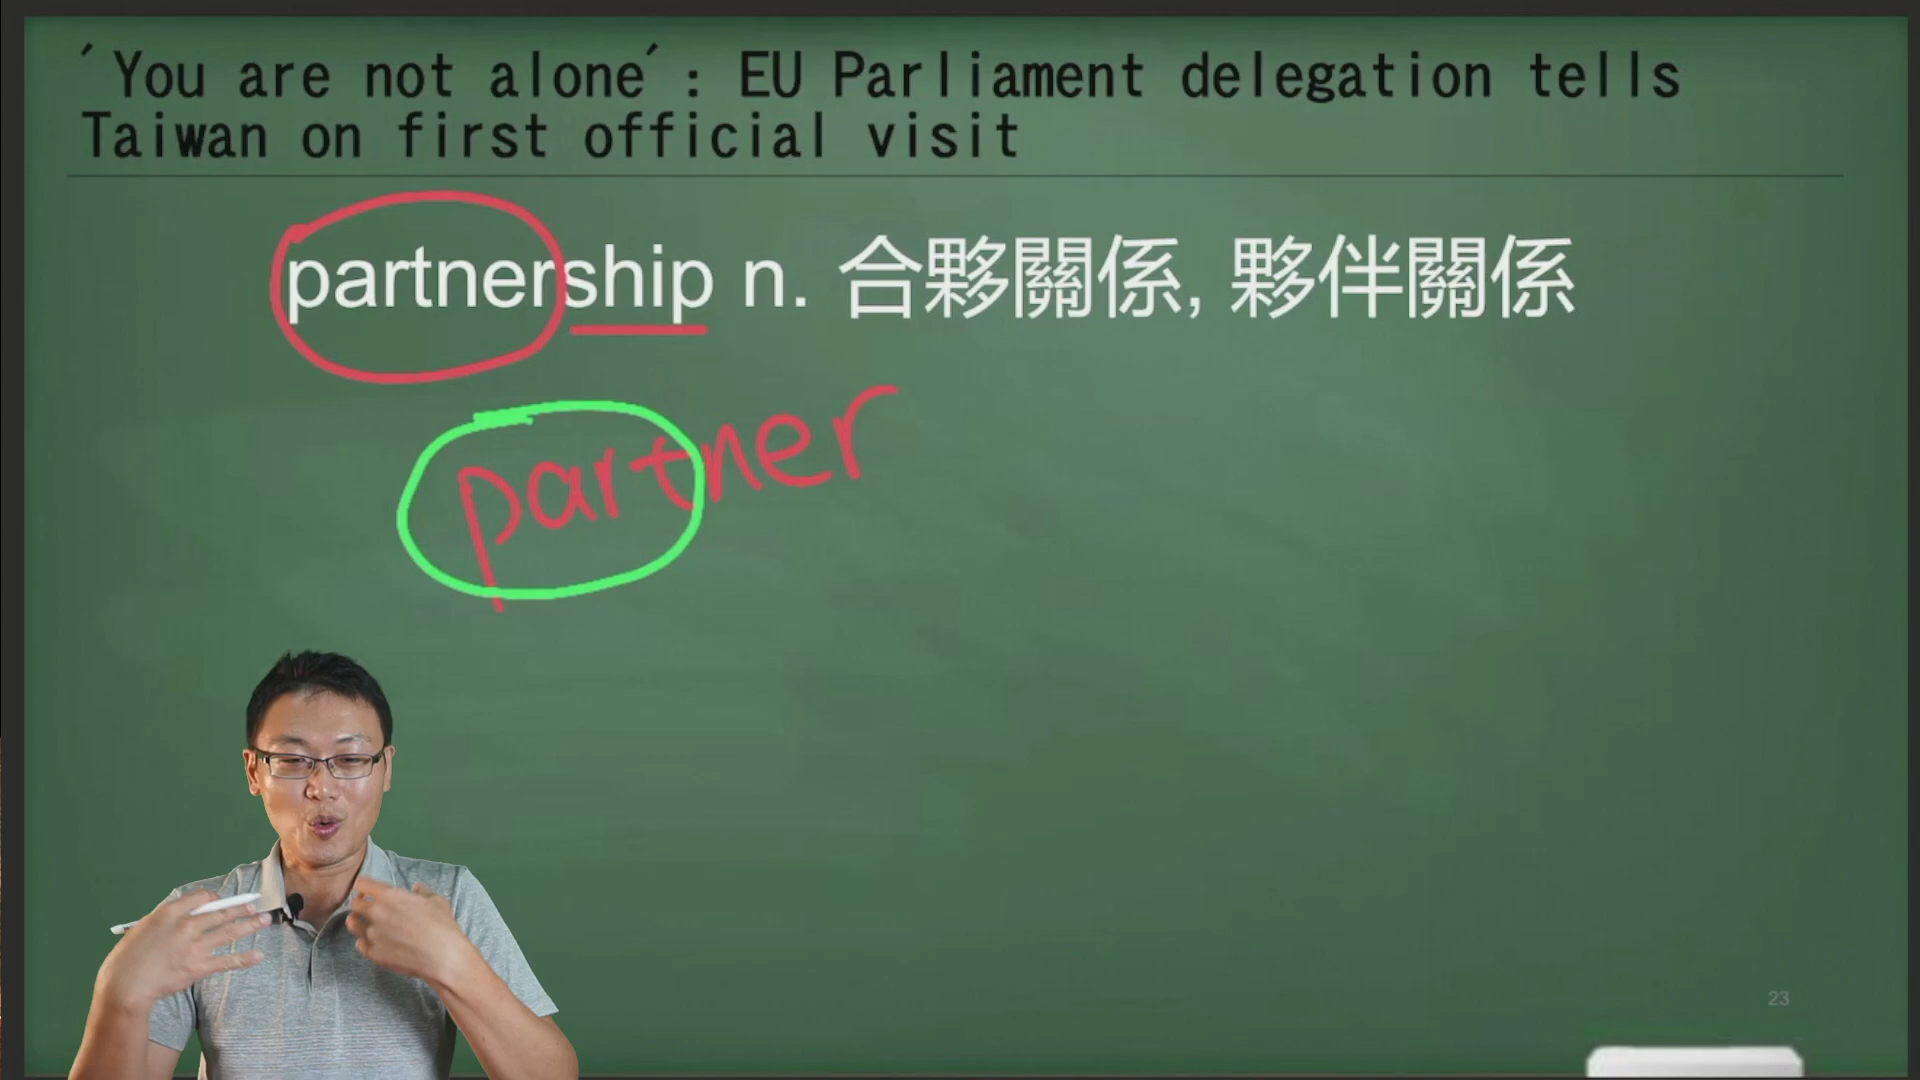 'You are not alone': EU Parliament delegation tells
Taiwan on first official visit
partnership n. 合夥關係, 夥伴關係
partner
23